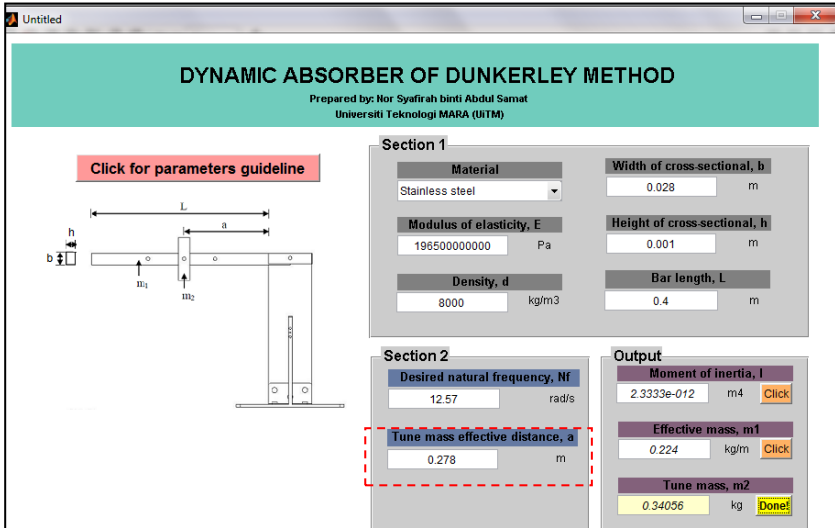 Untitled
DYNAMIC ABSORBER OF DUNKERLEY METHOD
Prepared by: Nor Syafirah binti Abdul Samat
Universiti Teknologi MARA (UiTM)
Click for parameters guideline
L
a
h
b
m1
m2
Section 1
Material
Stainless steel
Modulus of elasticity, E
196500000000 Pa
Density, d
8000 kg/m3
Width of cross-sectional, b
0.028 m
Height of cross-sectional, h
0.001 m
Bar length, L
0.4 m
Section 2
Desired natural frequency, Nf
12.57 rad/s
Tune mass effective distance, a
0.278 m
Output
Moment of inertia, I
2.3333e-012 m4 Click
Effective mass, m1
0.224 kg/m Click
Tune mass, m2
0.34056 kg Done!